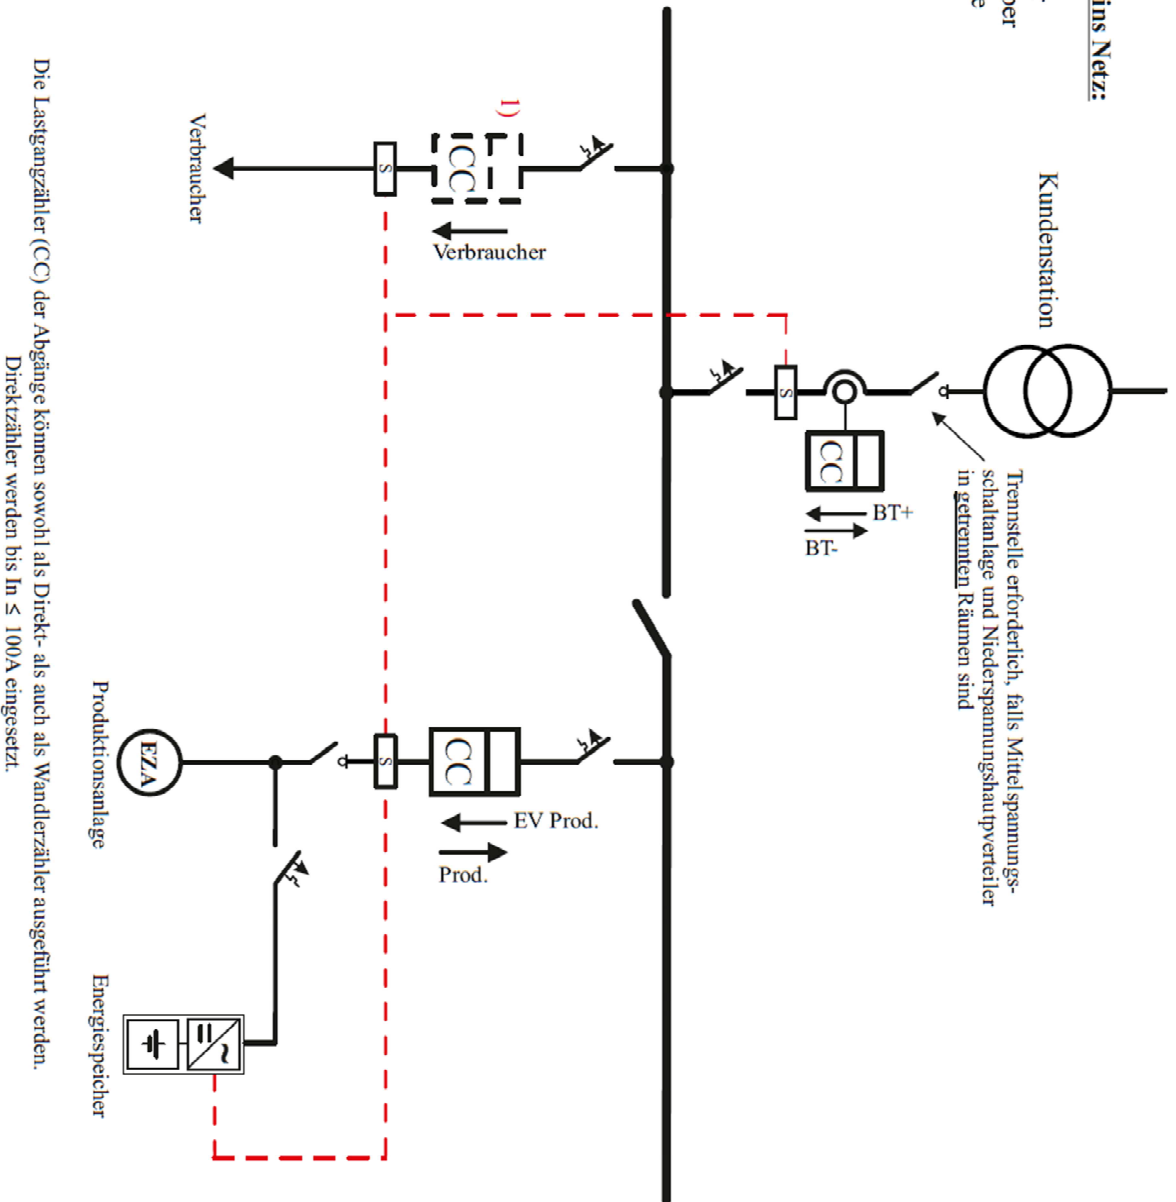 ins Netz:
Kundenstation
Trennstelle erforderlich, falls Mittelspannungs-
schaltanlage und Niederspannungshautpverteiler
in getrennten Räumen sind
S
CC
BT+
BT-
1)
CC
Verbraucher
S
Verbraucher
CC
EV Prod.
Prod.
S
EZA
Produktionsanlage
Energiespeicher
Die Lastgangzähler (CC) der Abgänge können sowohl als Direkt- als auch als Wandlerzähler ausgeführt werden.
Direktzähler werden bis In ≤ 100A eingesetzt.